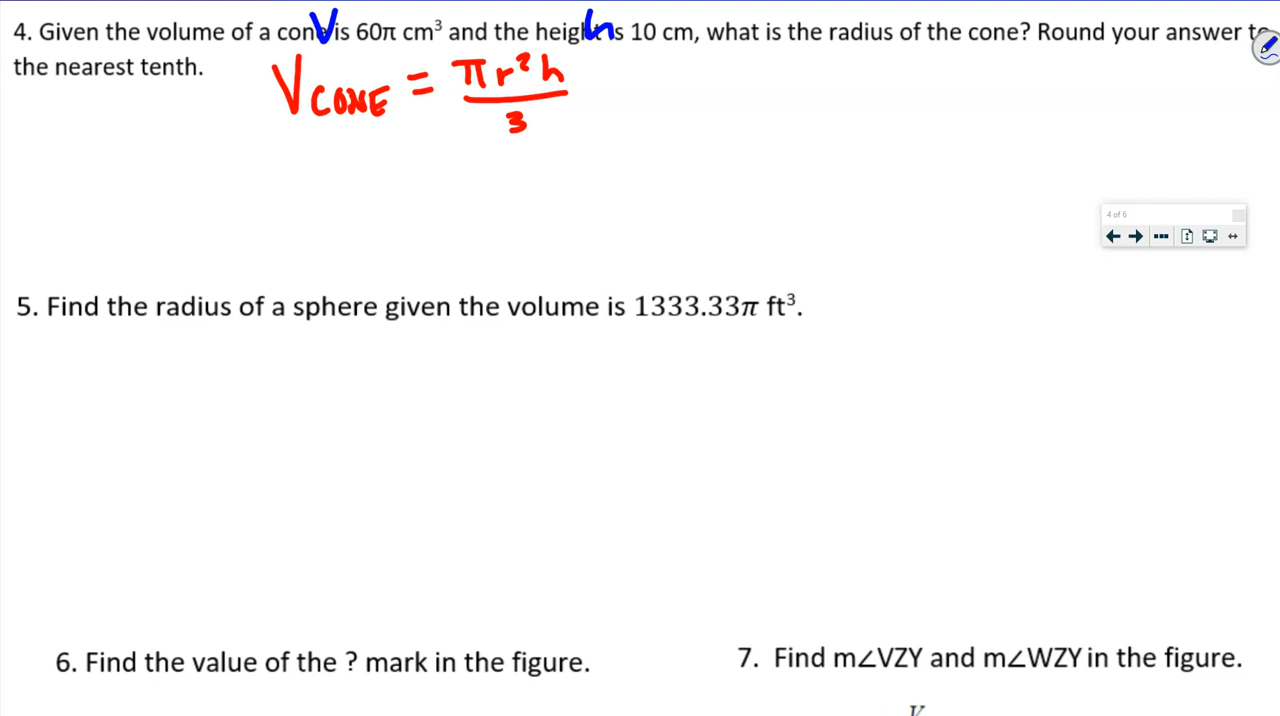 4. Given the volume of a cone is 60π cm³ and the height is 10 cm, what is the radius of the cone? Round your answer to
V
h
the nearest tenth.
V CONE = πr²h / 3
4 of 6
5. Find the radius of a sphere given the volume is 1333.33π ft³.
6. Find the value of the ? mark in the figure.
7. Find m∠VZY and m∠WZY in the figure.
V